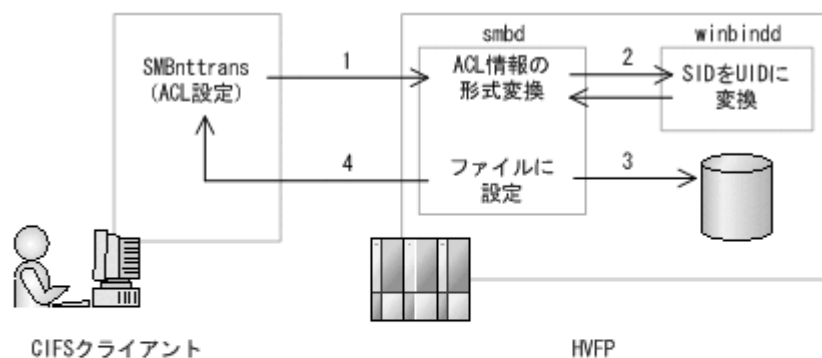 smbd
winbindd
SMBnttrans
(ACL設定)
1
ACL情報の
形式変換
2
SIDをUIDに
変換
4
ファイルに
設定
3
CIFSクライアント
HVFP